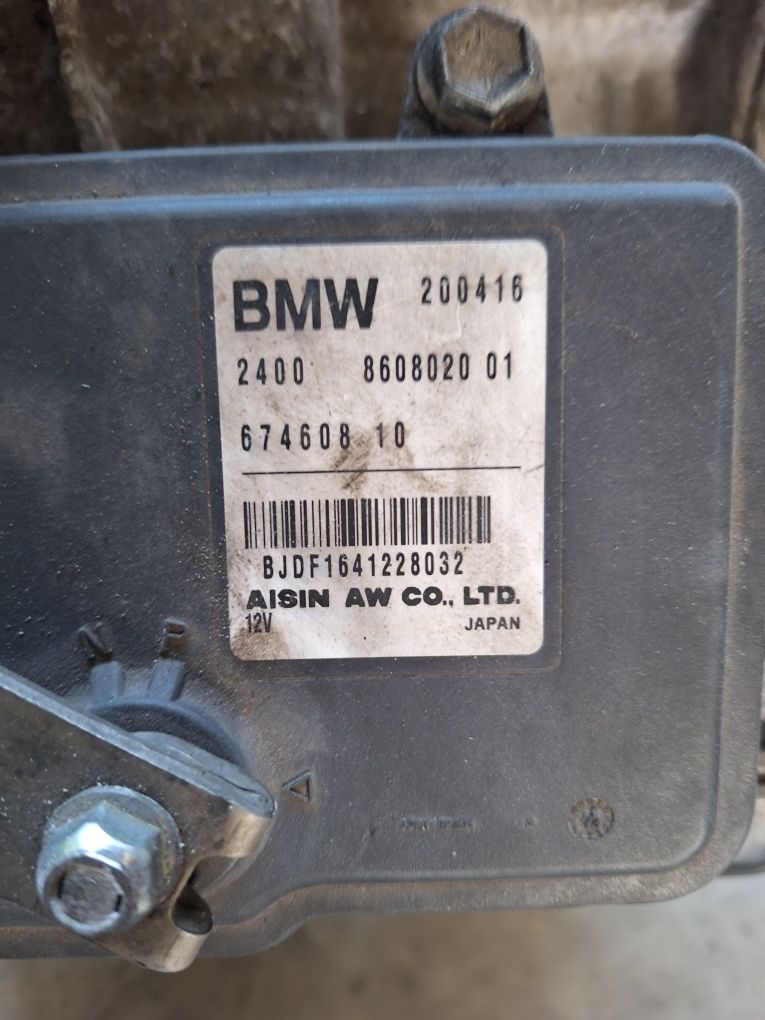 BMW 200416
2400 8608020 01
674608 10
BJDF1641228032
AISIN AW CO., LTD.
12V JAPAN
N P